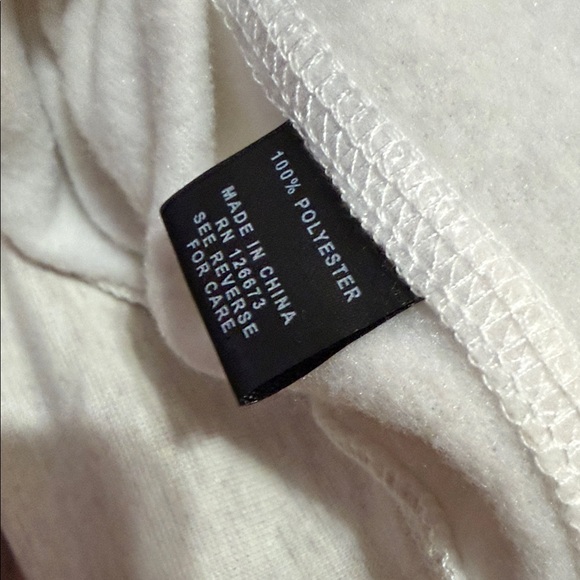 100% POLYESTER
MADE IN CHINA
RN 126673
SEE REVERSE
FOR CARE